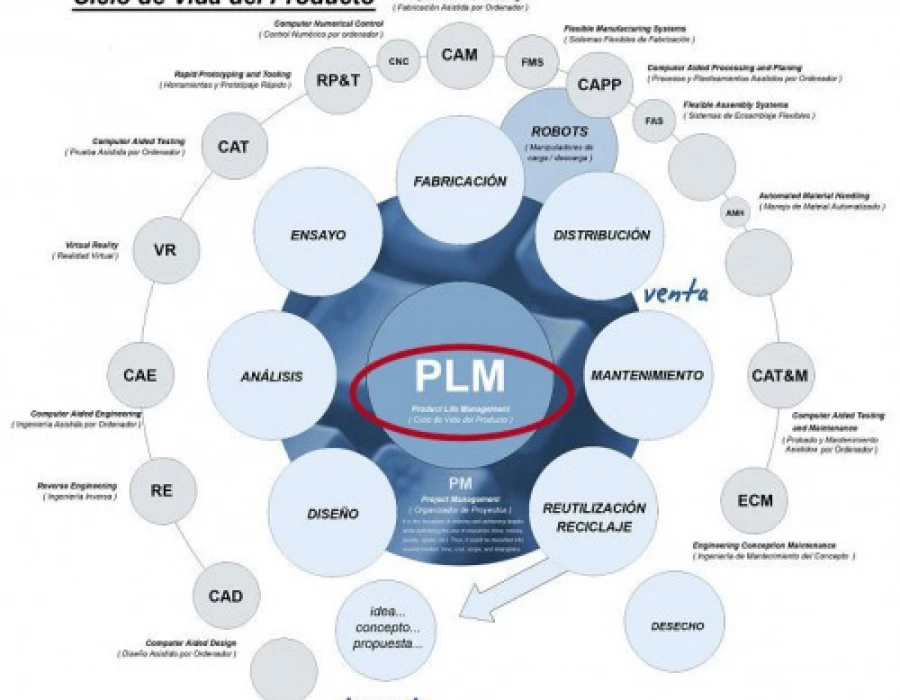 Ciclo de Vida del Producto
( Fabricación Asistida por Ordenador )
Computer Numerical Control
( Control Numérico por ordenador )
CNC
CAM
FMS
Flexible Manufacturing Systems
( Sistemas Flexibles de Fabricación )
Rapid Prototyping and Tooling
( Herramientas y Prototipaje Rápido )
RP&T
CAPP
Computer Aided Processing and Planing
( Procesos y Planteamientos Asistidos por Ordenador )
FAS
Flexible Assembly Systems
( Sistemas de Ensamblaje Flexibles )
Computer Aided Testing
( Prueba Asistida por Ordenador )
CAT
ROBOTS
( Manipuladores de
carga / descarga )
FABRICACIÓN
AMH
Automated Material Handling
( Manejo de Material Automatizado )
ENSAYO
DISTRIBUCIÓN
Virtual Reality
( Realidad Virtual )
VR
venta
CAE
Computer Aided Engineering
( Ingeniería Asistida por Ordenador )
ANÁLISIS
PLM
Product Life Management
( Ciclo de Vida del Producto )
MANTENIMIENTO
CAT&M
Computer Aided Testing
and Maintenance
( Probado y Mantenimiento
Asistidos por Ordenador )
Reverse Engineering
( Ingeniería Inversa )
RE
DISEÑO
PM
Project Management
( Organizador de Proyectos )
REUTILIZACIÓN
RECICLAJE
ECM
Engineering Conception Maintenance
( Ingeniería de Mantenimiento del Concepto )
CAD
Computer Aided Design
( Diseño Asistido por Ordenador )
idea...
concepto...
propuesta...
DESECHO